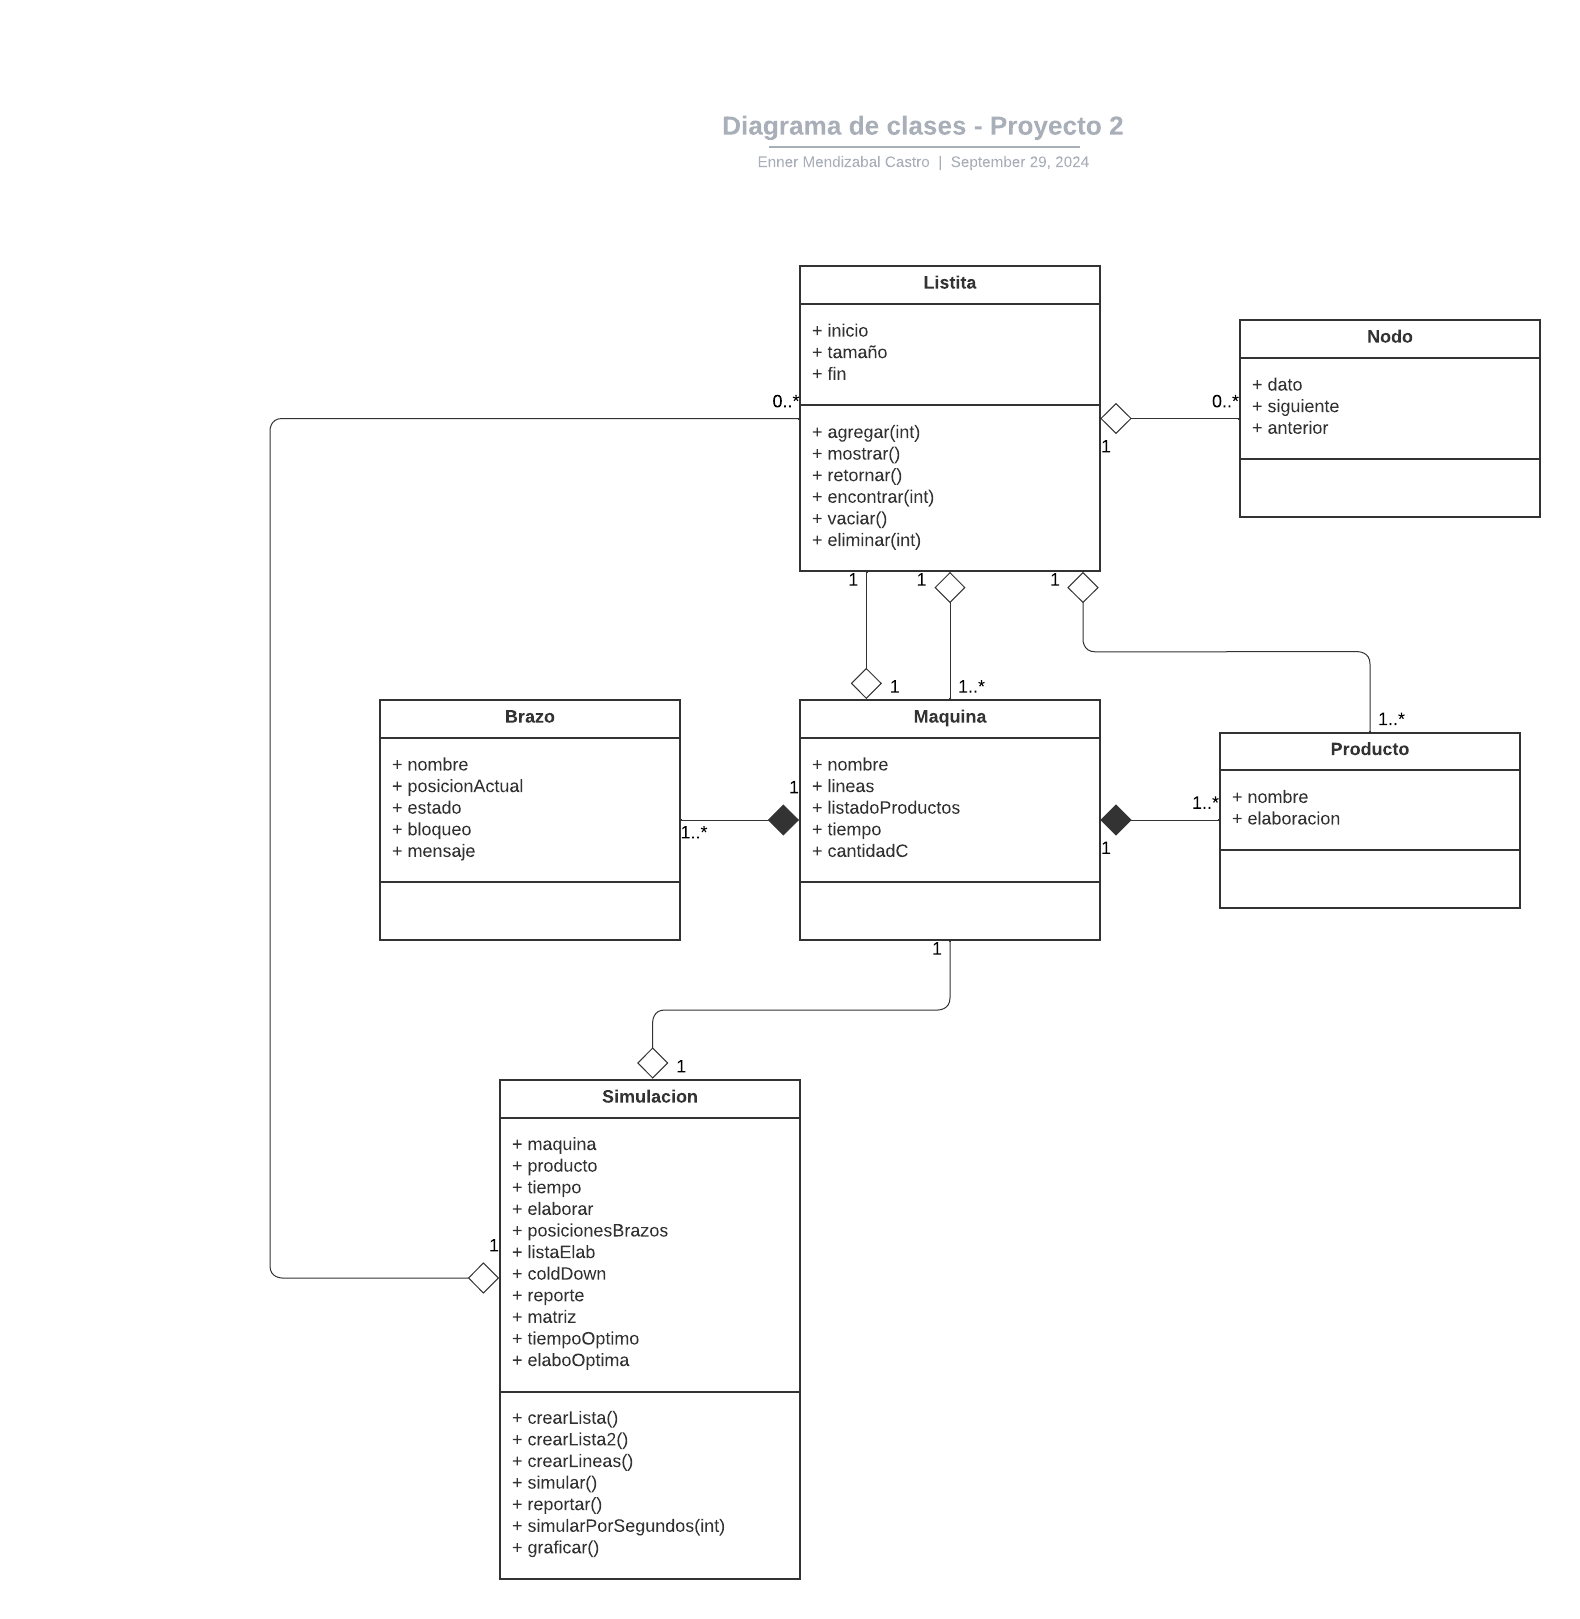 Diagrama de clases - Proyecto 2
Enner Mendizabal Castro | September 29, 2024
Listita
+ inicio
+ tamaño
+ fin
+ agregar(int)
+ mostrar()
+ retornar()
+ encontrar(int)
+ vaciar()
+ eliminar(int)
0..*
1
0..*
Nodo
+ dato
+ siguiente
+ anterior
1
1
1
1
1..*
1..*
Brazo
+ nombre
+ posicionActual
+ estado
+ bloqueo
+ mensaje
1..*
1
Maquina
+ nombre
+ lineas
+ listadoProductos
+ tiempo
+ cantidadC
1
1..*
Producto
+ nombre
+ elaboracion
1
1
Simulacion
+ maquina
+ producto
+ tiempo
+ elaborar
+ posicionesBrazos
+ listaElab
+ coldDown
+ reporte
+ matriz
+ tiempoOptimo
+ elaboOptima
1
+ crearLista()
+ crearLista2()
+ crearLineas()
+ simular()
+ reportar()
+ simularPorSegundos(int)
+ graficar()